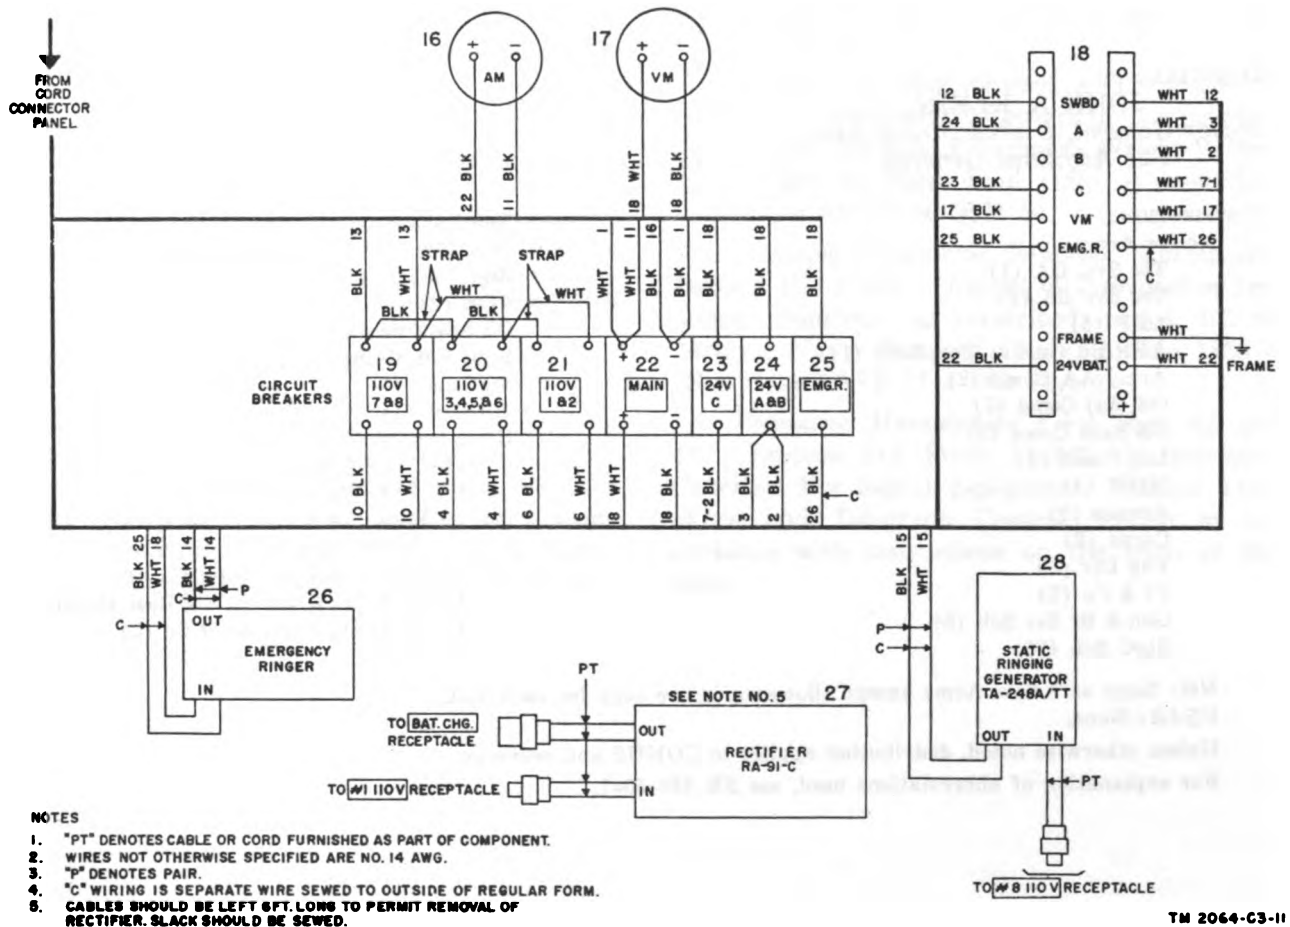 16
+ −
AM
17
+ −
VM
18
FROM
CORD
CONNECTOR
PANEL
12 BLK SWBD WHT 12
24 BLK A WHT 3
B WHT 2
23 BLK C WHT 7-1
17 BLK VM WHT 17
25 BLK EMG.R. WHT 26
C
FRAME WHT
22 BLK 24VBAT. WHT 22
FRAME
− +
22 BLK
11 BLK
18 WHT
18 BLK
13 13 1 11 16 1 18 18 18
STRAP STRAP
BLK WHT WHT WHT BLK BLK BLK BLK BLK
WHT WHT
BLK BLK
+ −
19 20 21 22 23 24 25
CIRCUIT
BREAKERS
110V
7&8
110V
3,4,5,&6
110V
1&2
MAIN
24V
C
24V
A&B
EMG.R.
+ −
10 BLK
10 WHT
4 BLK
4 WHT
6 BLK
6 WHT
18 WHT
18 BLK
7-2 BLK
3 BLK
2 BLK
26 BLK
C
BLK 25
WHT 18
BLK 14
WHT 14
P
C
C
26
OUT
EMERGENCY
RINGER
IN
BLK 15
WHT 15
P
C
28
STATIC
RINGING
GENERATOR
TA-248A/TT
OUT IN
PT
TO #8 110V RECEPTACLE
PT
SEE NOTE NO.5
27
TO BAT. CHG.
RECEPTACLE
OUT
RECTIFIER
RA-91-C
TO #1 110V RECEPTACLE
IN
NOTES
1. "PT" DENOTES CABLE OR CORD FURNISHED AS PART OF COMPONENT.
2. WIRES NOT OTHERWISE SPECIFIED ARE NO. 14 AWG.
3. "P" DENOTES PAIR.
4. "C" WIRING IS SEPARATE WIRE SEWED TO OUTSIDE OF REGULAR FORM.
5. CABLES SHOULD BE LEFT 6FT. LONG TO PERMIT REMOVAL OF
RECTIFIER. SLACK SHOULD BE SEWED.
TM 2064-C3-11